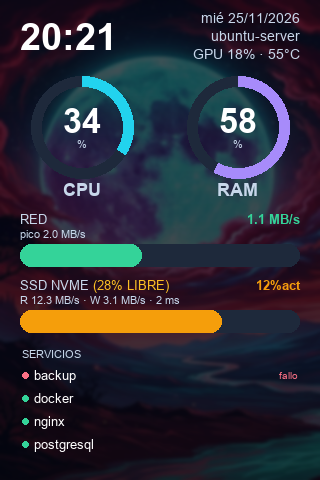 20:21
mié 25/11/2026
ubuntu-server
GPU 18% · 55°C
34
%
CPU
58
%
RAM
RED
1.1 MB/s
pico 2.0 MB/s
SSD NVME (28% LIBRE)
12%act
R 12.3 MB/s · W 3.1 MB/s · 2 ms
SERVICIOS
backup
fallo
docker
nginx
postgresql